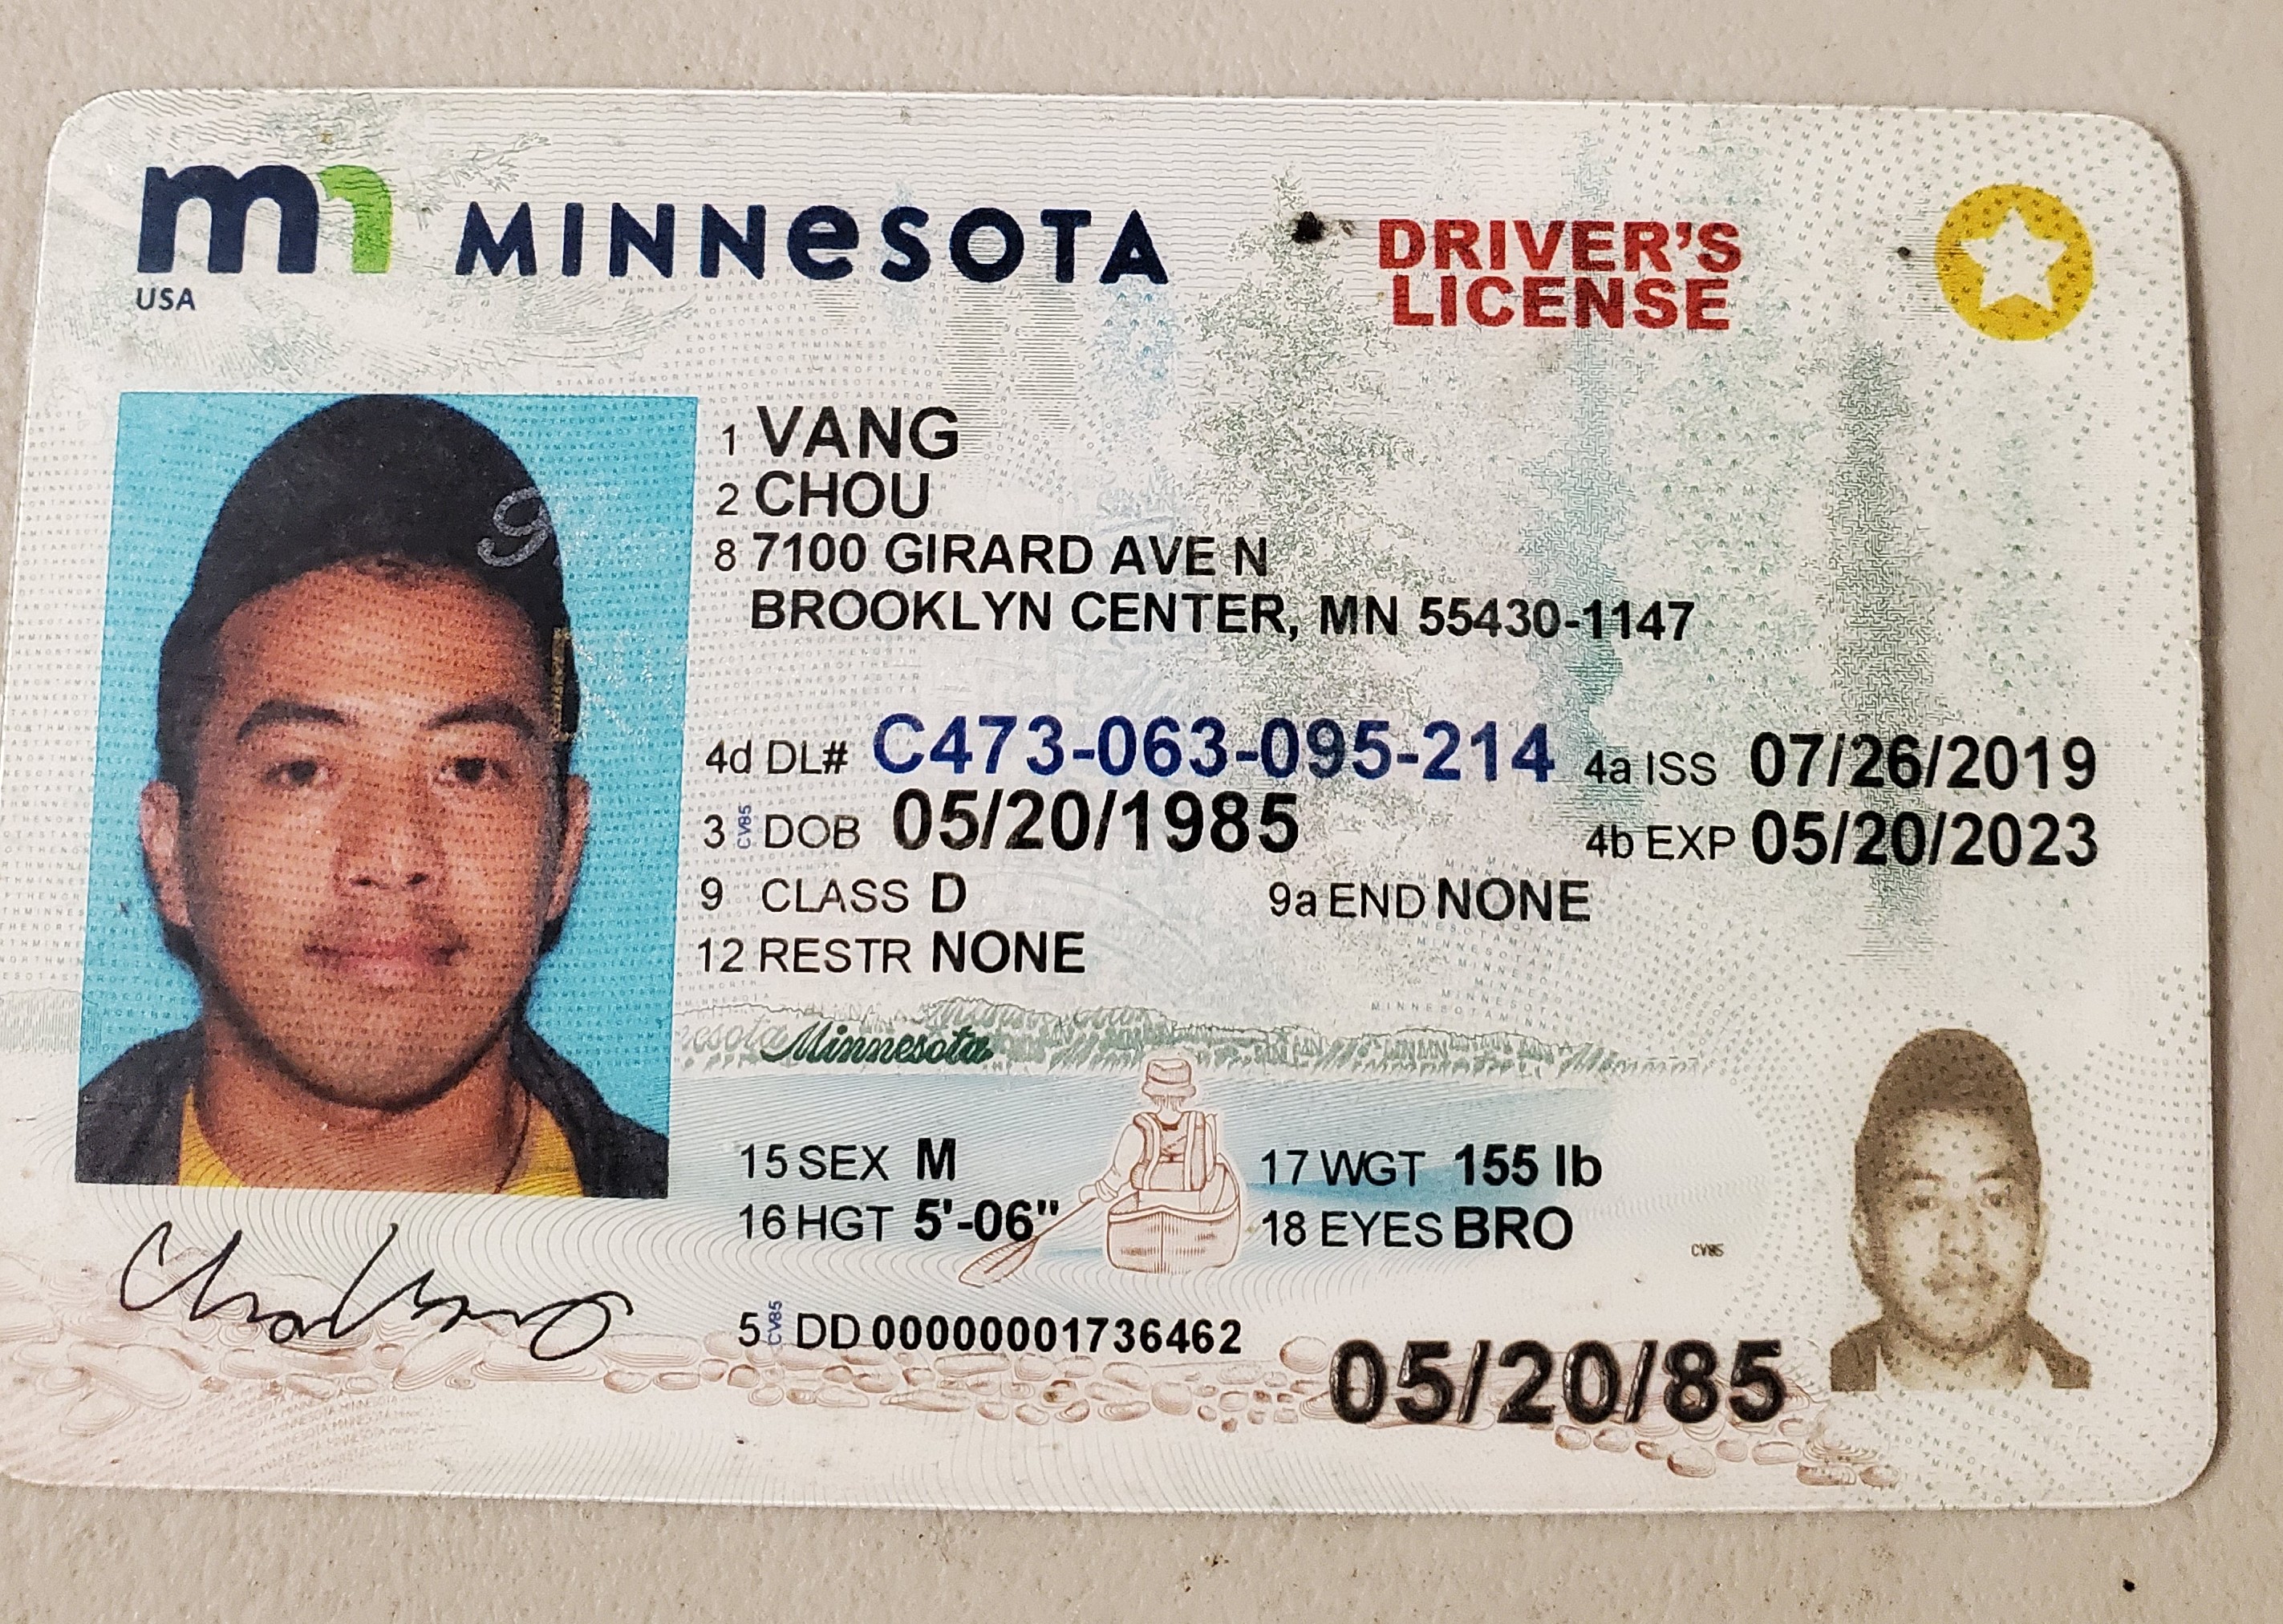 mn MINNESOTA
USA
DRIVER'S
LICENSE
1 VANG
2 CHOU
8 7100 GIRARD AVE N
BROOKLYN CENTER, MN 55430-1147
4d DL# C473-063-095-214 4a ISS 07/26/2019
3 CV85 DOB 05/20/1985 4b EXP 05/20/2023
9 CLASS D 9a END NONE
12 RESTR NONE
Minnesota
15 SEX M 17 WGT 155 lb
16 HGT 5'-06" 18 EYES BRO
CV85
5 CV85 DD 00000001736462
05/20/85